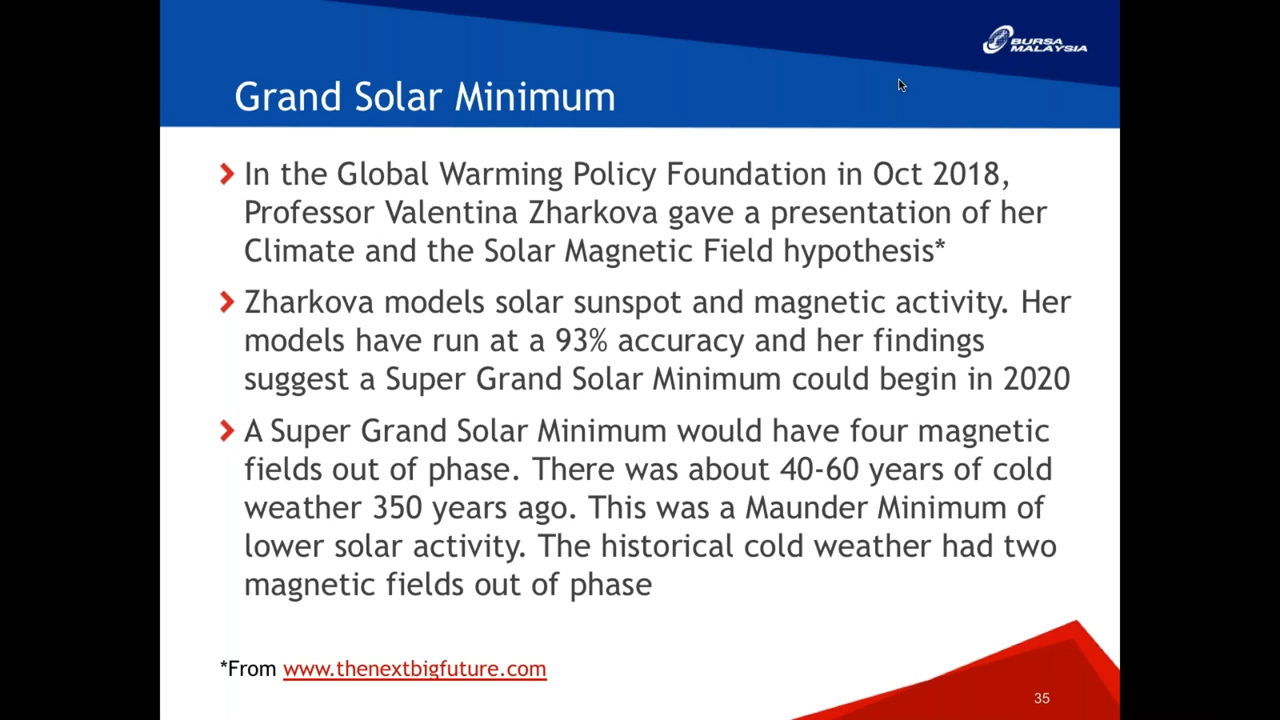 BURSA
MALAYSIA
Grand Solar Minimum
In the Global Warming Policy Foundation in Oct 2018,
Professor Valentina Zharkova gave a presentation of her
Climate and the Solar Magnetic Field hypothesis*
Zharkova models solar sunspot and magnetic activity. Her
models have run at a 93% accuracy and her findings
suggest a Super Grand Solar Minimum could begin in 2020
A Super Grand Solar Minimum would have four magnetic
fields out of phase. There was about 40-60 years of cold
weather 350 years ago. This was a Maunder Minimum of
lower solar activity. The historical cold weather had two
magnetic fields out of phase
*From www.thenextbigfuture.com
35